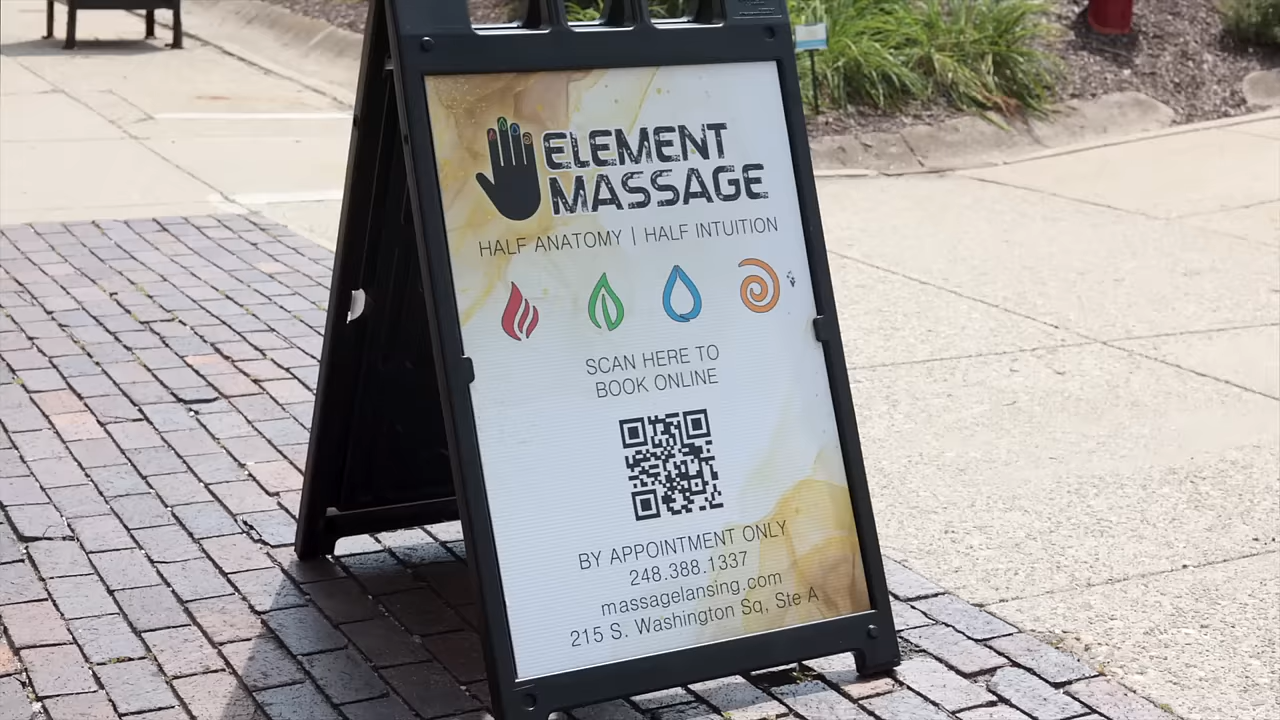 ELEMENT
MASSAGE
HALF ANATOMY | HALF INTUITION
SCAN HERE TO
BOOK ONLINE
BY APPOINTMENT ONLY
248.388.1337
massagelansing.com
215 S. Washington Sq, Ste A